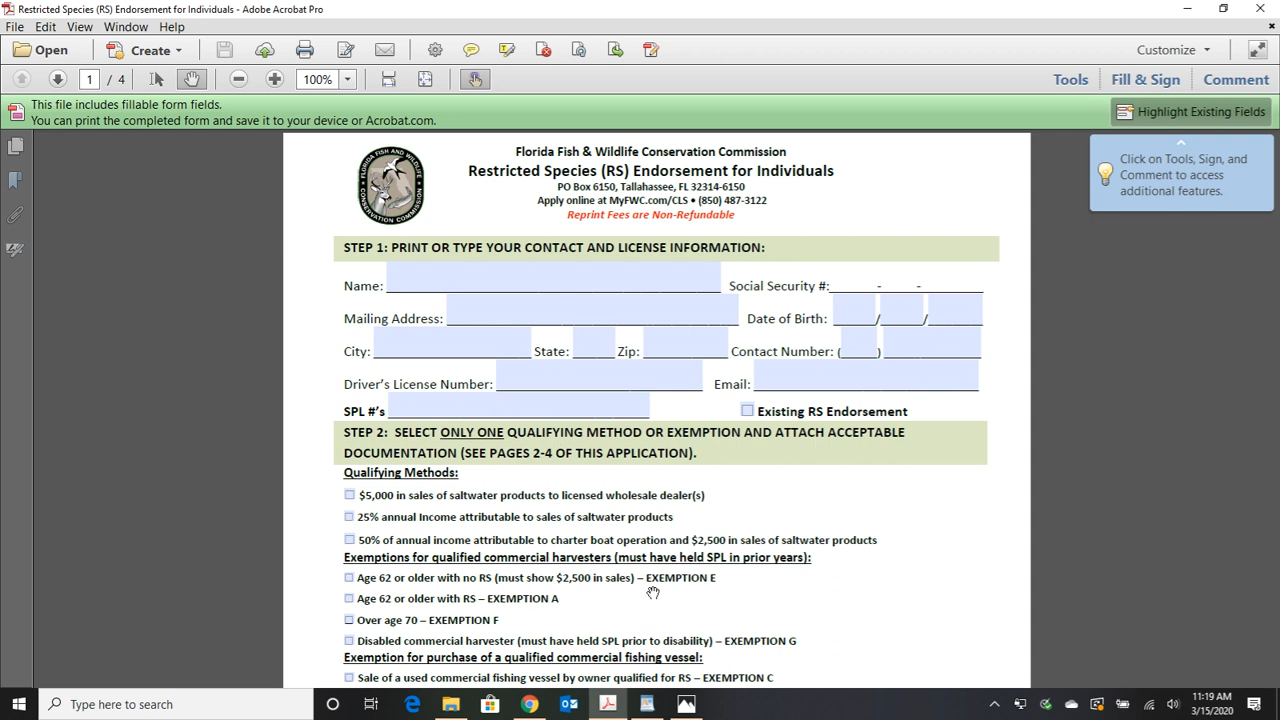 Restricted Species (RS) Endorsement for Individuals - Adobe Acrobat Pro
File Edit View Window Help
Open Create Customize
1 / 4 100% Tools Fill & Sign Comment
This file includes fillable form fields.
You can print the completed form and save it to your device or Acrobat.com.
Highlight Existing Fields
Click on Tools, Sign, and
Comment to access
additional features.
FLORIDA FISH AND WILDLIFE
CONSERVATION COMMISSION
Florida Fish & Wildlife Conservation Commission
Restricted Species (RS) Endorsement for Individuals
PO Box 6150, Tallahassee, FL 32314-6150
Apply online at MyFWC.com/CLS • (850) 487-3122
Reprint Fees are Non-Refundable
STEP 1: PRINT OR TYPE YOUR CONTACT AND LICENSE INFORMATION:
Name: Social Security #: - -
Mailing Address: Date of Birth: / /
City: State: Zip: Contact Number: ( )
Driver's License Number: Email:
SPL #'s Existing RS Endorsement
STEP 2: SELECT ONLY ONE QUALIFYING METHOD OR EXEMPTION AND ATTACH ACCEPTABLE
DOCUMENTATION (SEE PAGES 2-4 OF THIS APPLICATION).
Qualifying Methods:
$5,000 in sales of saltwater products to licensed wholesale dealer(s)
25% annual Income attributable to sales of saltwater products
50% of annual income attributable to charter boat operation and $2,500 in sales of saltwater products
Exemptions for qualified commercial harvesters (must have held SPL in prior years):
Age 62 or older with no RS (must show $2,500 in sales) – EXEMPTION E
Age 62 or older with RS – EXEMPTION A
Over age 70 – EXEMPTION F
Disabled commercial harvester (must have held SPL prior to disability) – EXEMPTION G
Exemption for purchase of a qualified commercial fishing vessel:
Sale of a used commercial fishing vessel by owner qualified for RS – EXEMPTION C
Type here to search
11:19 AM
3/15/2020